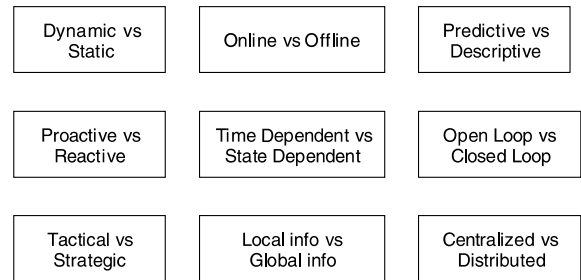 Dynamic vs
Static
Online vs Offline
Predictive vs
Descriptive
Proactive vs
Reactive
Time Dependent vs
State Dependent
Open Loop vs
Closed Loop
Tactical vs
Strategic
Local info vs
Global info
Centralized vs
Distributed